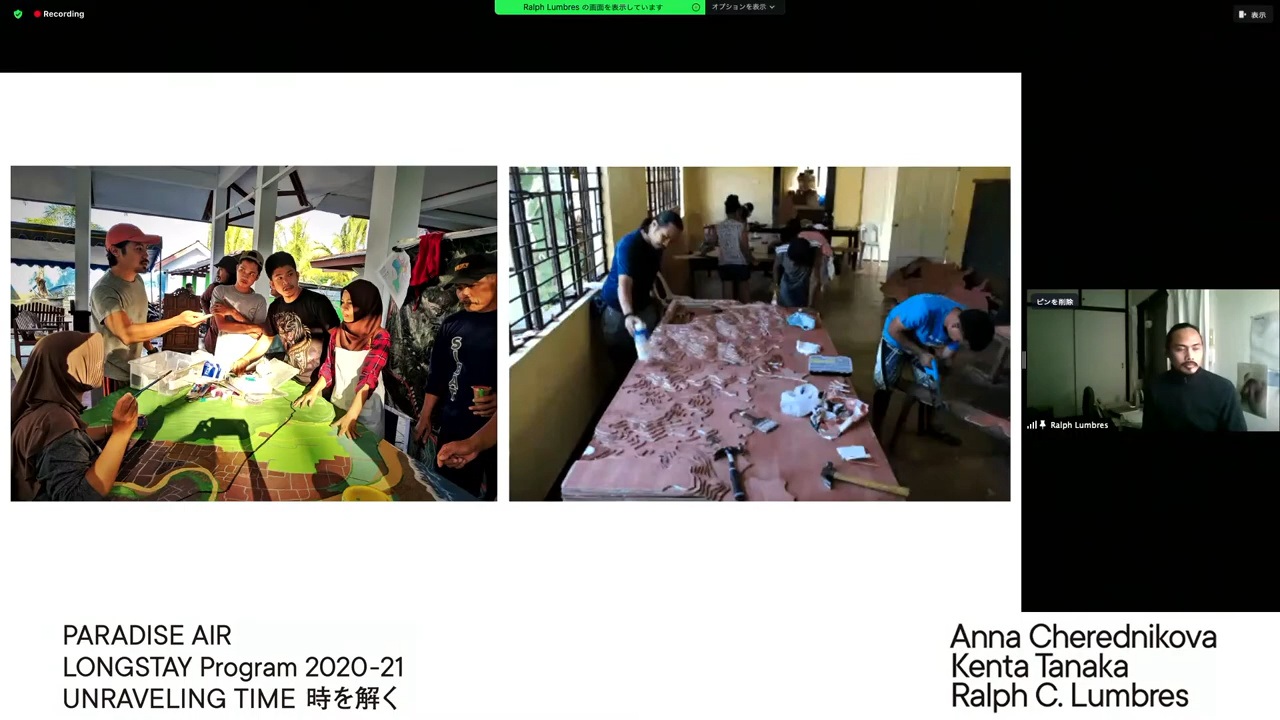 Recording
Ralph Lumbres の画面を表示しています
オプションを表示
表示
ピンを削除
Ralph Lumbres
PARADISE AIR
LONGSTAY Program 2020-21
UNRAVELING TIME 時を解く
Anna Cherednikova
Kenta Tanaka
Ralph C. Lumbres